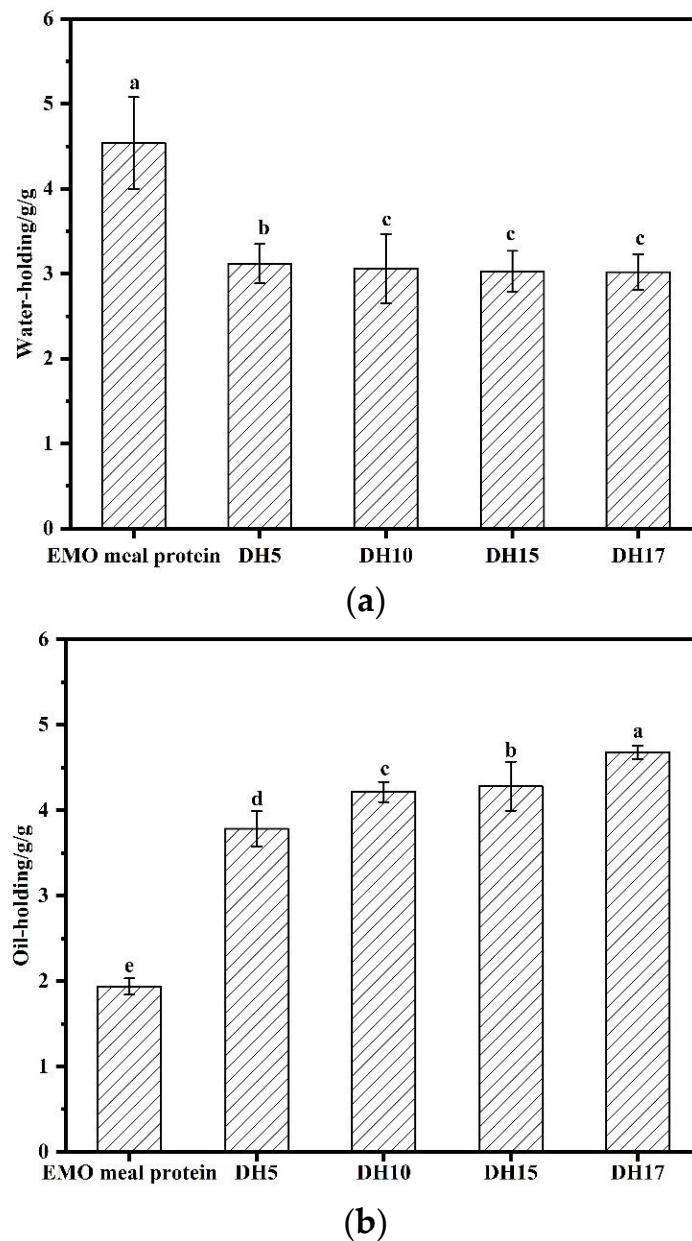 6
5
4
3
2
1
0
Water-holding/g/g
a
b
c
c
c
EMO meal protein DH5 DH10 DH15 DH17
(a)
6
5
4
3
2
1
0
Oil-holding/g/g
e
d
c
b
a
EMO meal protein DH5 DH10 DH15 DH17
(b)